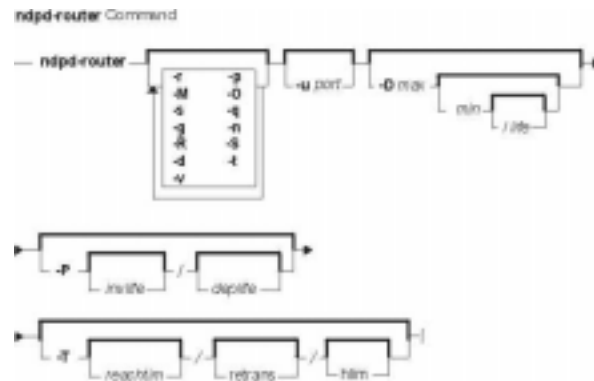 ndpd-router Command
ndpd-router
-r -p
-M -O
-s -q
-g -n
-R -S
-d -t
-v
-u port
-D max
min
/ life
-P
invlife
/
deplife
-T
reachtim
/
retrans
/
hlim